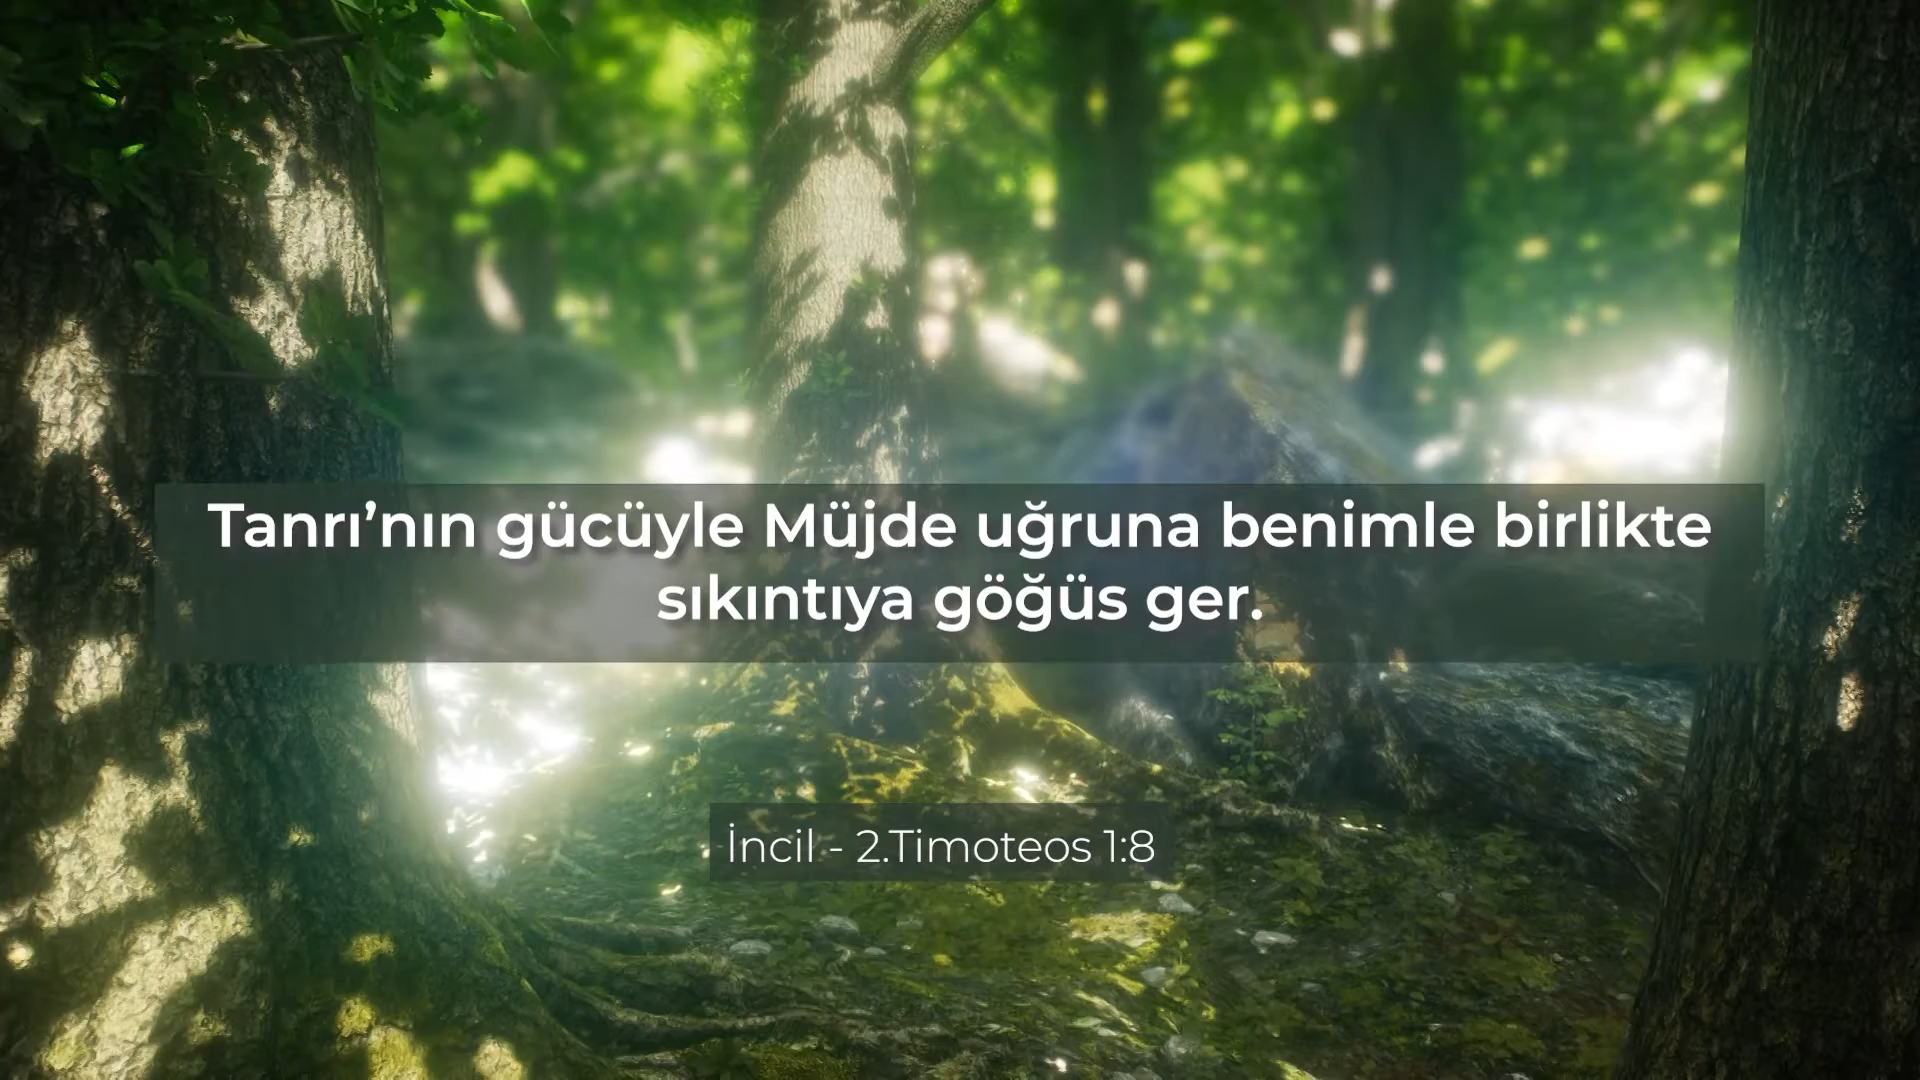 Tanrı’nın gücüyle Müjde uğruna benimle birlikte
sıkıntıya göğüs ger.
İncil - 2.Timoteos 1:8